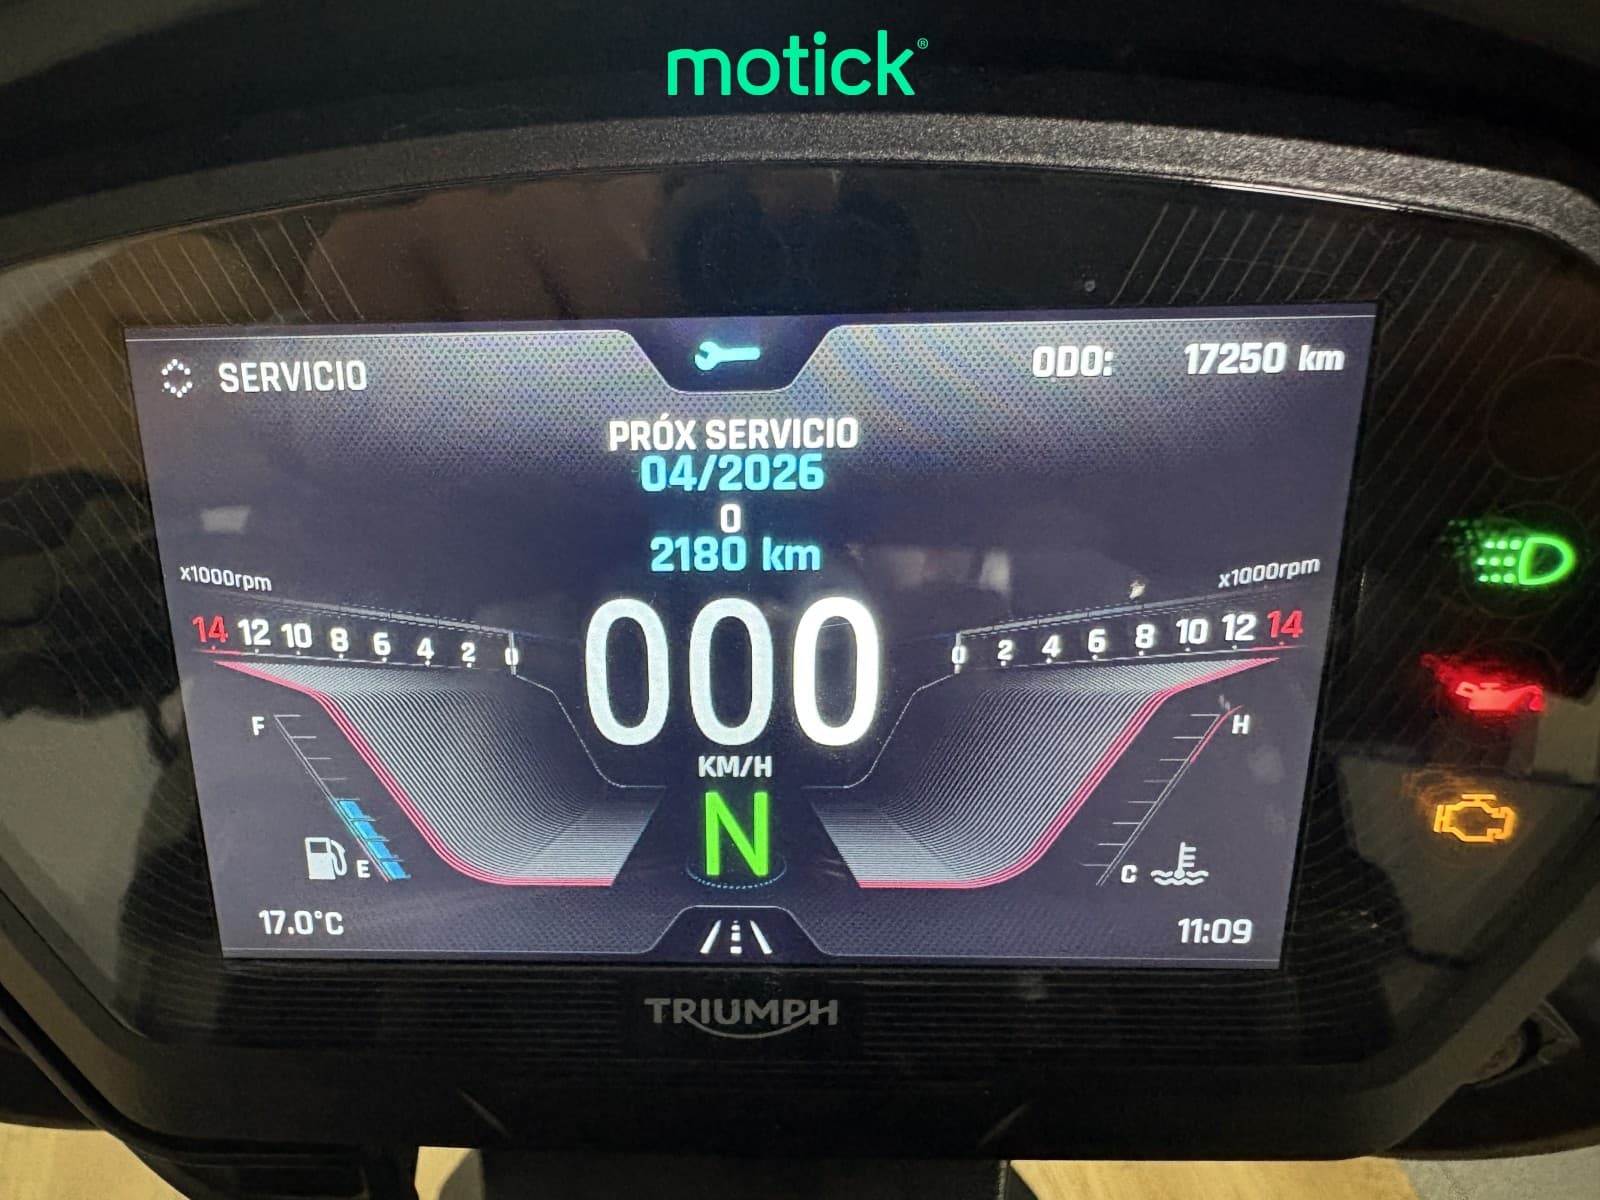 motick®
SERVICIO
ODO: 17250 km
PRÓX SERVICIO
04/2026
O
2180 km
x1000rpm
x1000rpm
14 12 10 8 6 4 2 0
000
0 2 4 6 8 10 12 14
KM/H
F
H
N
E
C
17.0°C
11:09
TRIUMPH